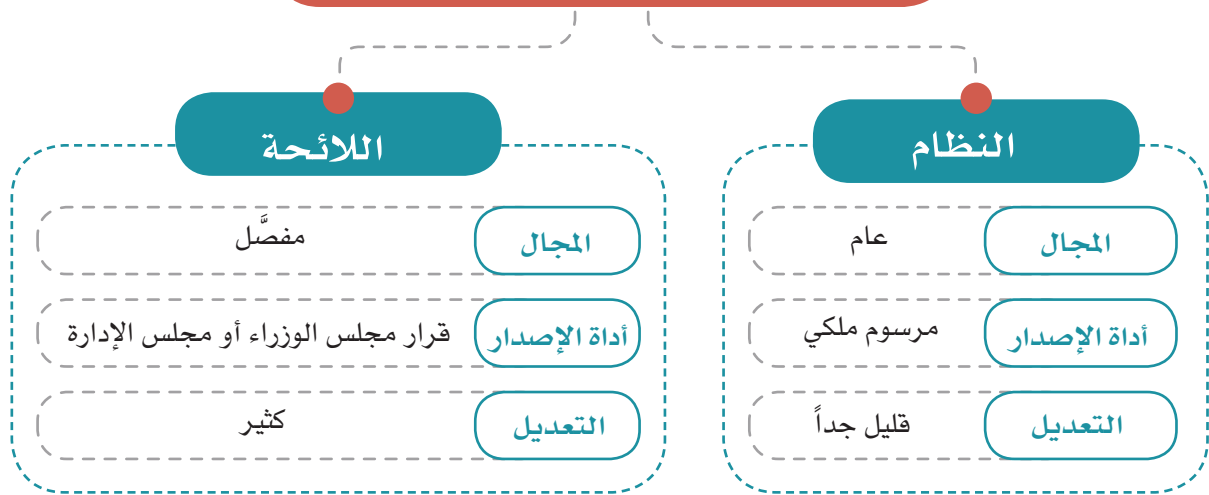 النظام
المجال
عام
أداة الإصدار
مرسوم ملكي
التعديل
قليل جداً
اللائحة
المجال
مفصَّل
أداة الإصدار
قرار مجلس الوزراء أو مجلس الإدارة
التعديل
كثير